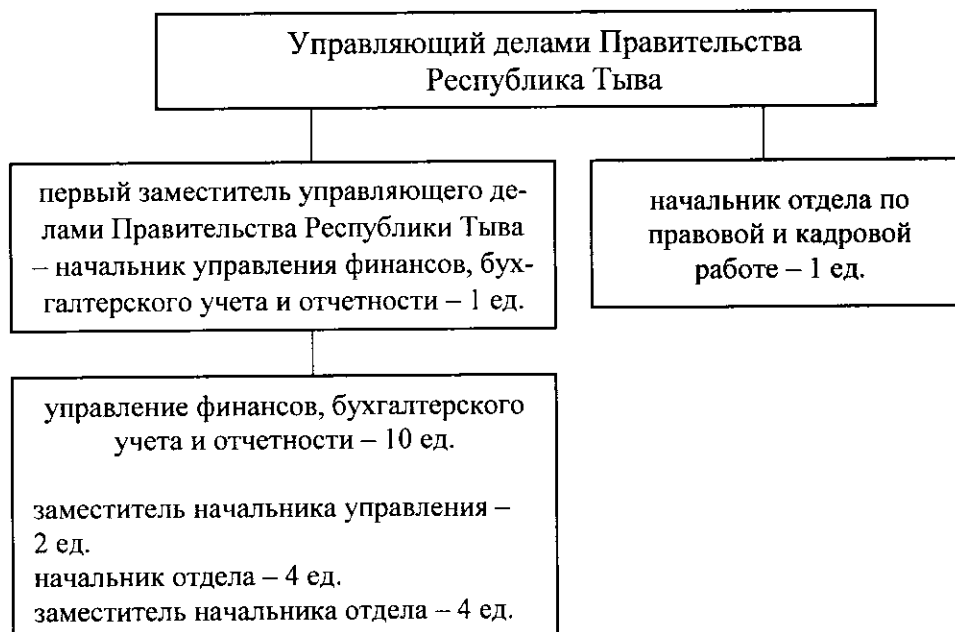 Управляющий делами Правительства
Республика Тыва
первый заместитель управляющего де-
лами Правительства Республики Тыва
– начальник управления финансов, бух-
галтерского учета и отчетности – 1 ед.
начальник отдела по
правовой и кадровой
работе – 1 ед.
управление финансов, бухгалтерского
учета и отчетности – 10 ед.
заместитель начальника управления –
2 ед.
начальник отдела – 4 ед.
заместитель начальника отдела – 4 ед.